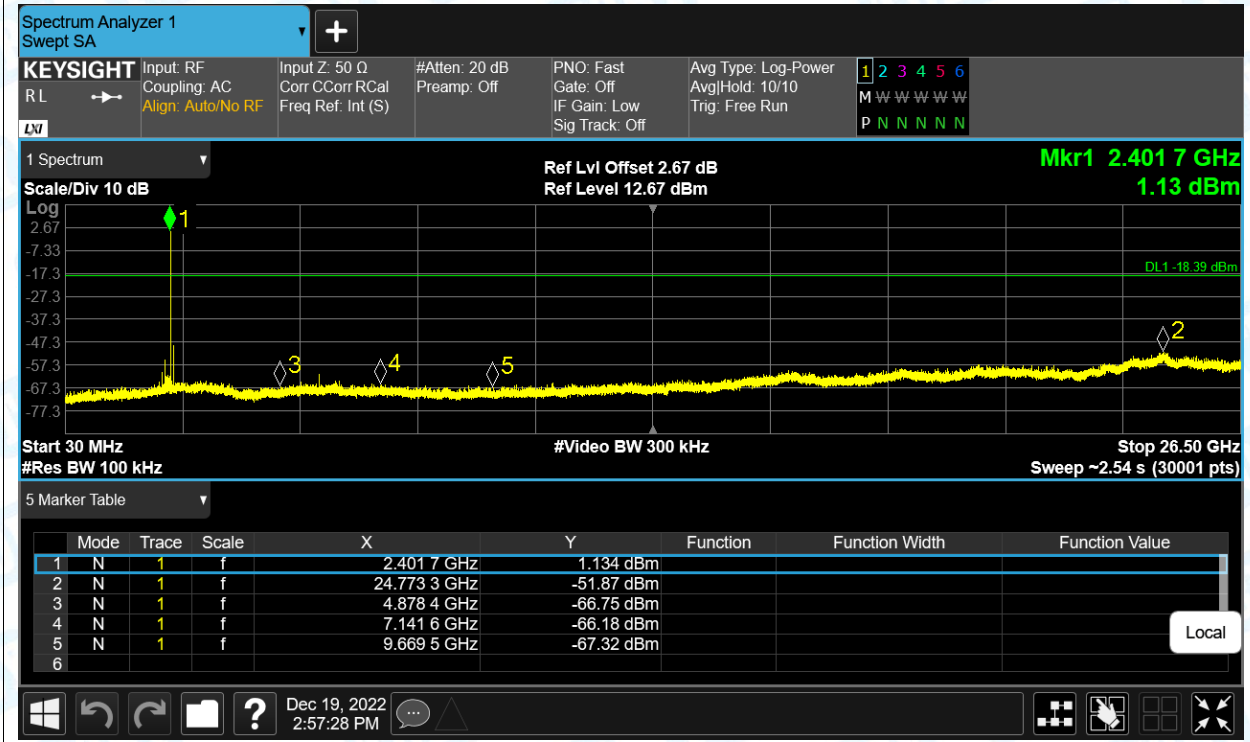 Spectrum Analyzer 1
Swept SA
KEYSIGHT
R L
LXI
Input: RF
Coupling: AC
Align: Auto/No RF
Input Z: 50 Ω
Corr CCorr RCal
Freq Ref: Int (S)
#Atten: 20 dB
Preamp: Off
PNO: Fast
Gate: Off
IF Gain: Low
Sig Track: Off
Avg Type: Log-Power
Avg|Hold: 10/10
Trig: Free Run
1 2 3 4 5 6
M W W W W W
P N N N N N
1 Spectrum
Scale/Div 10 dB
Ref Lvl Offset 2.67 dB
Ref Level 12.67 dBm
Mkr1 2.401 7 GHz
1.13 dBm
Log
2.67
-7.33
-17.3
-27.3
-37.3
-47.3
-57.3
-67.3
-77.3
1
DL1 -18.39 dBm
2
3
4
5
Start 30 MHz
#Res BW 100 kHz
#Video BW 300 kHz
Stop 26.50 GHz
Sweep ~2.54 s (30001 pts)
5 Marker Table
Mode Trace Scale X Y Function Function Width Function Value
1 N 1 f 2.401 7 GHz 1.134 dBm
2 N 1 f 24.773 3 GHz -51.87 dBm
3 N 1 f 4.878 4 GHz -66.75 dBm
4 N 1 f 7.141 6 GHz -66.18 dBm
5 N 1 f 9.669 5 GHz -67.32 dBm
6
Local
?
Dec 19, 2022
2:57:28 PM